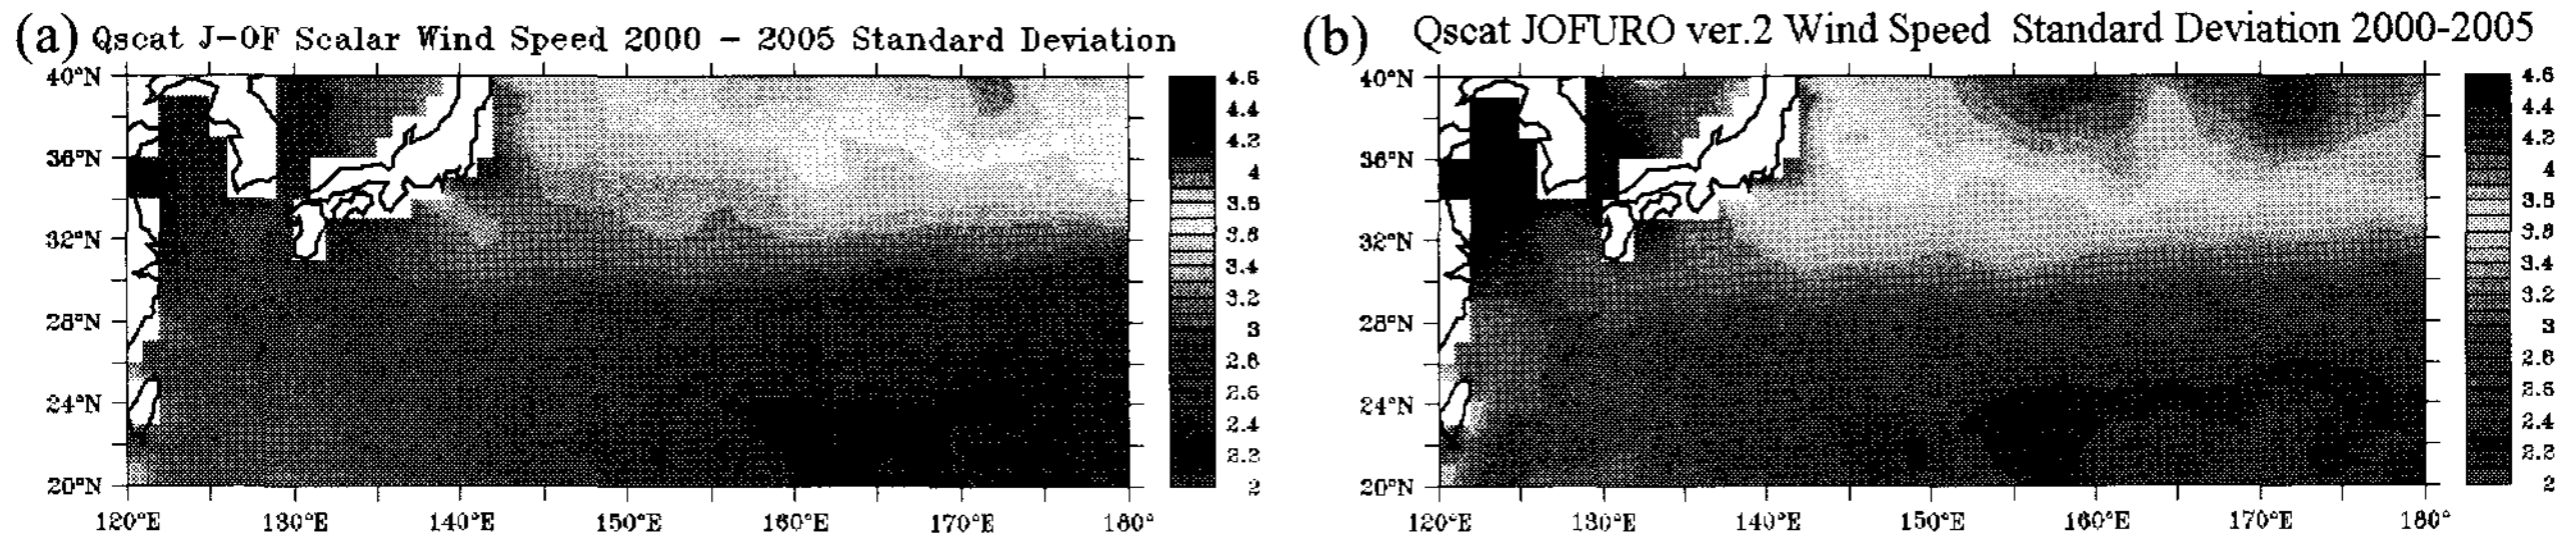 (a) Qscat J-OF Scalar Wind Speed 2000 - 2005 Standard Deviation
40°N
36°N
32°N
28°N
24°N
20°N
120°E 130°E 140°E 150°E 160°E 170°E 180°
4.6
4.4
4.2
4
3.8
3.6
3.4
3.2
3
2.8
2.6
2.4
2.2
2
(b) Qscat JOFURO ver.2 Wind Speed Standard Deviation 2000-2005
40°N
36°N
32°N
28°N
24°N
20°N
120°E 130°E 140°E 150°E 160°E 170°E 180°
4.6
4.4
4.2
4
3.8
3.6
3.4
3.2
3
2.8
2.6
2.4
2.2
2